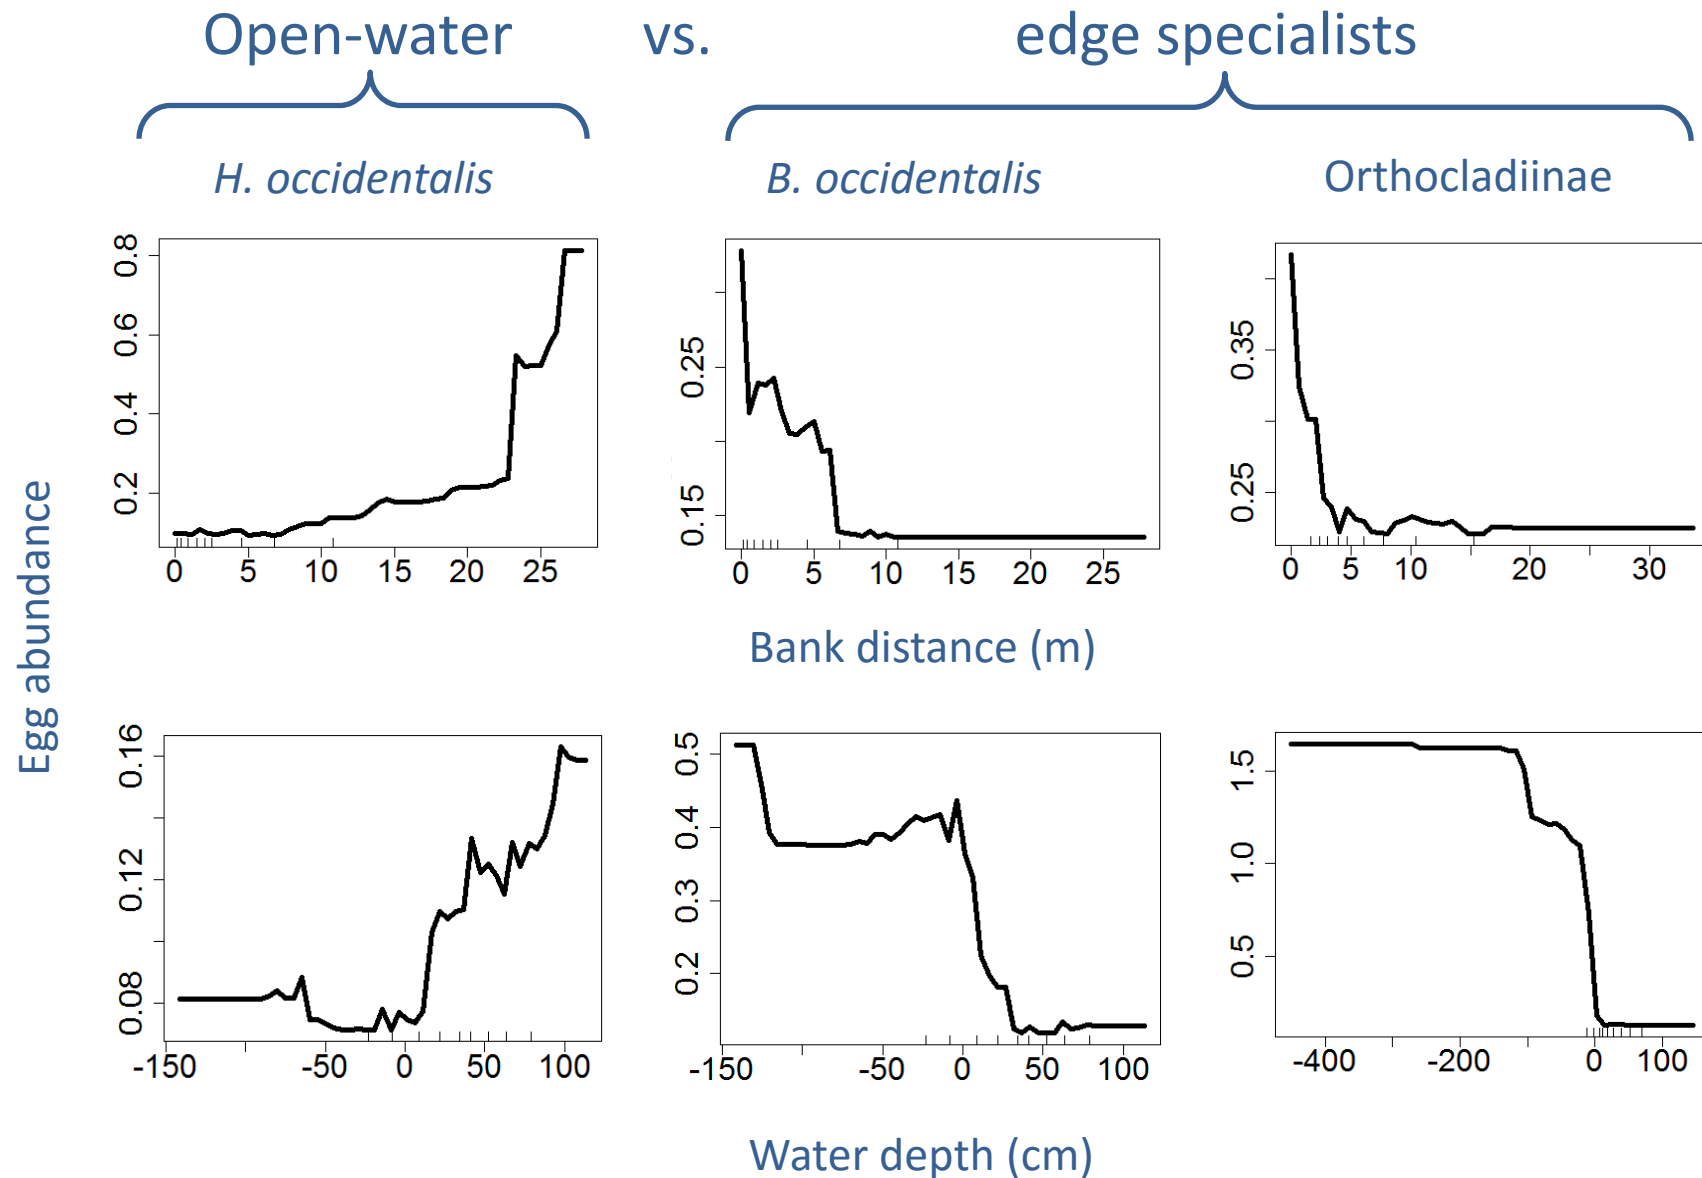 Open-water vs. edge specialists
H. occidentalis B. occidentalis Orthocladiinae
Egg abundance
0.8
0.6
0.4
0.2
0 5 10 15 20 25
0.25
0.15
0 5 10 15 20 25
0.35
0.25
0 5 10 20 30
Bank distance (m)
0.16
0.12
0.08
-150 -50 0 50 100
0.5
0.4
0.3
0.2
-150 -50 0 50 100
1.5
1.0
0.5
-400 -200 0 100
Water depth (cm)